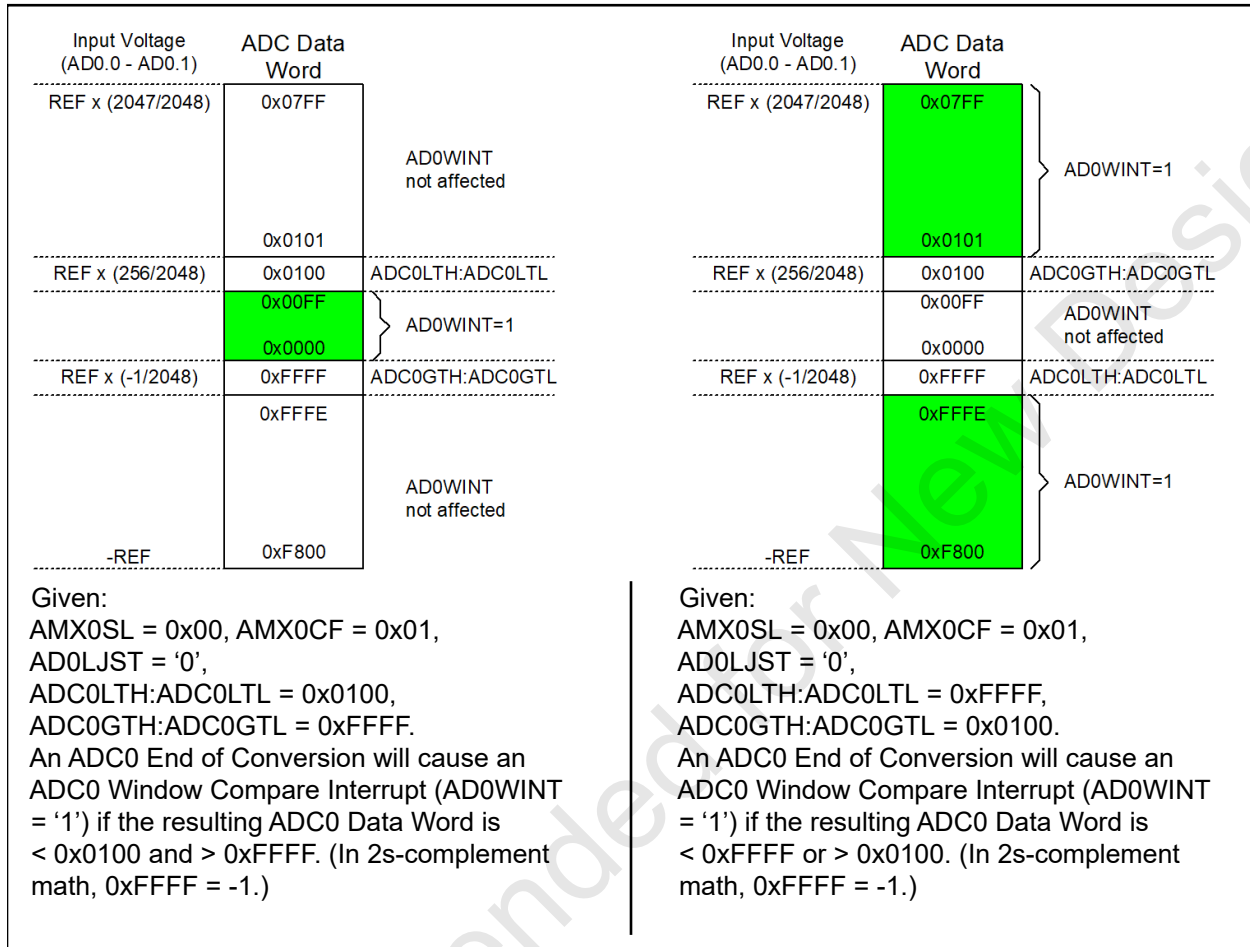 Input Voltage
(AD0.0 - AD0.1)
ADC Data
Word
REF x (2047/2048)
0x07FF
AD0WINT
not affected
0x0101
REF x (256/2048)
0x0100
ADC0LTH:ADC0LTL
0x00FF
AD0WINT=1
0x0000
REF x (-1/2048)
0xFFFF
ADC0GTH:ADC0GTL
0xFFFE
AD0WINT
not affected
-REF
0xF800
Given:
AMX0SL = 0x00, AMX0CF = 0x01,
AD0LJST = ‘0’,
ADC0LTH:ADC0LTL = 0x0100,
ADC0GTH:ADC0GTL = 0xFFFF.
An ADC0 End of Conversion will cause an
ADC0 Window Compare Interrupt (AD0WINT
= ‘1’) if the resulting ADC0 Data Word is
< 0x0100 and > 0xFFFF. (In 2s-complement
math, 0xFFFF = -1.)
Input Voltage
(AD0.0 - AD0.1)
ADC Data
Word
REF x (2047/2048)
0x07FF
AD0WINT=1
0x0101
REF x (256/2048)
0x0100
ADC0GTH:ADC0GTL
0x00FF
AD0WINT
not affected
0x0000
REF x (-1/2048)
0xFFFF
ADC0LTH:ADC0LTL
0xFFFE
AD0WINT=1
-REF
0xF800
Given:
AMX0SL = 0x00, AMX0CF = 0x01,
AD0LJST = ‘0’,
ADC0LTH:ADC0LTL = 0xFFFF,
ADC0GTH:ADC0GTL = 0x0100.
An ADC0 End of Conversion will cause an
ADC0 Window Compare Interrupt (AD0WINT
= ‘1’) if the resulting ADC0 Data Word is
< 0xFFFF or > 0x0100. (In 2s-complement
math, 0xFFFF = -1.)
for New